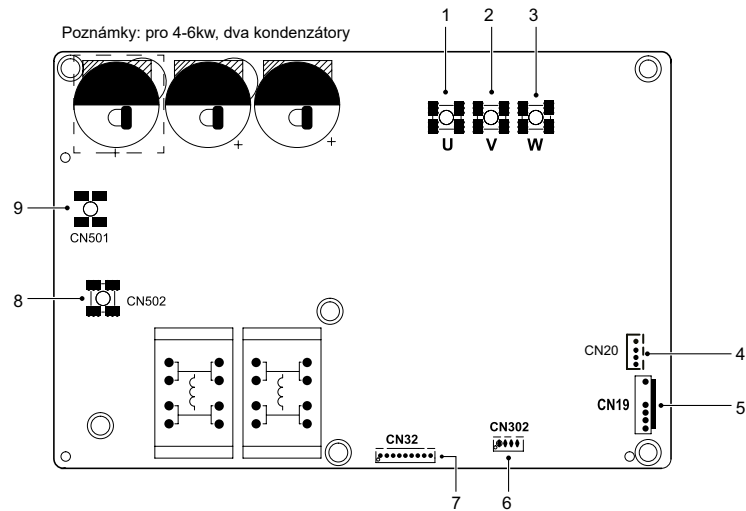 1 2 3
Poznámky: pro 4-6kw, dva kondenzátory
U V W
9
CN501
8 CN502
CN20 4
CN19 5
CN302
CN32
7 6